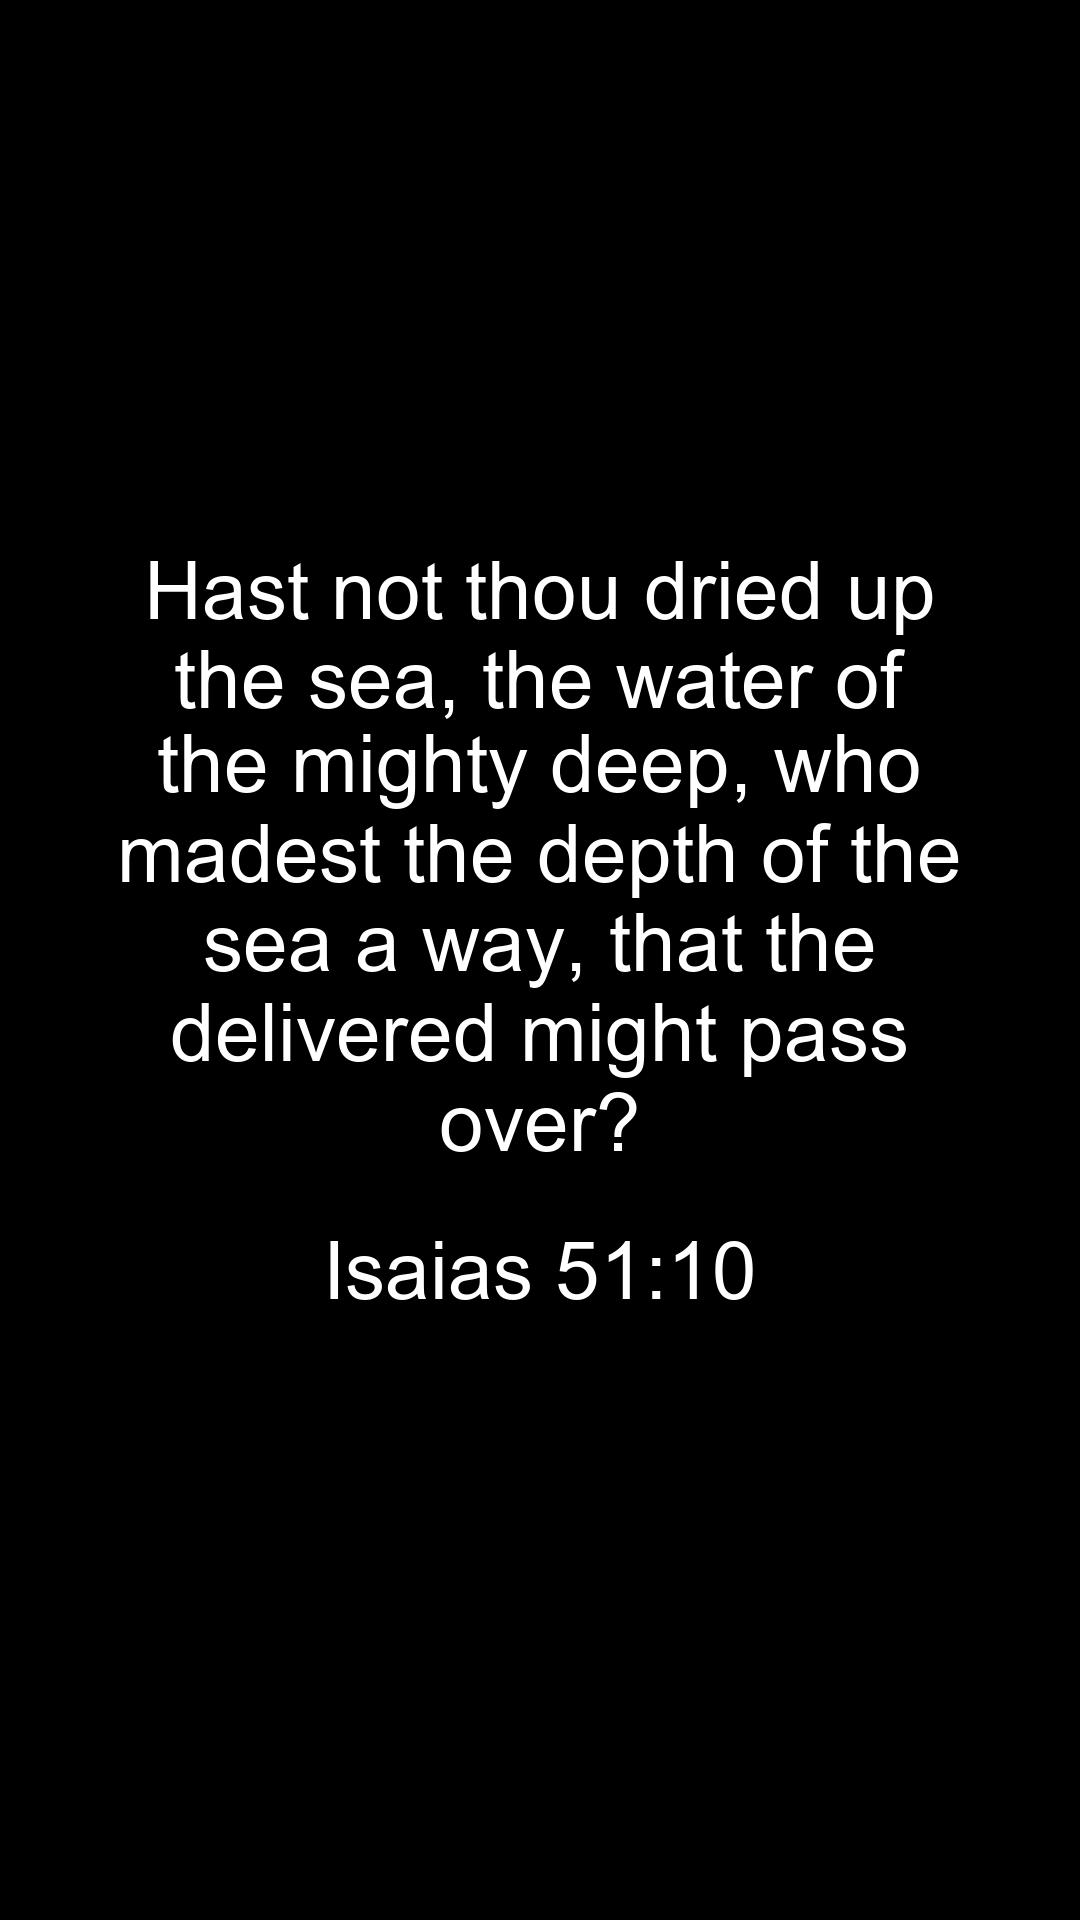 Hast not thou dried up
the sea, the water of
the mighty deep, who
madest the depth of the
sea a way, that the
delivered might pass
over?
Isaias 51:10